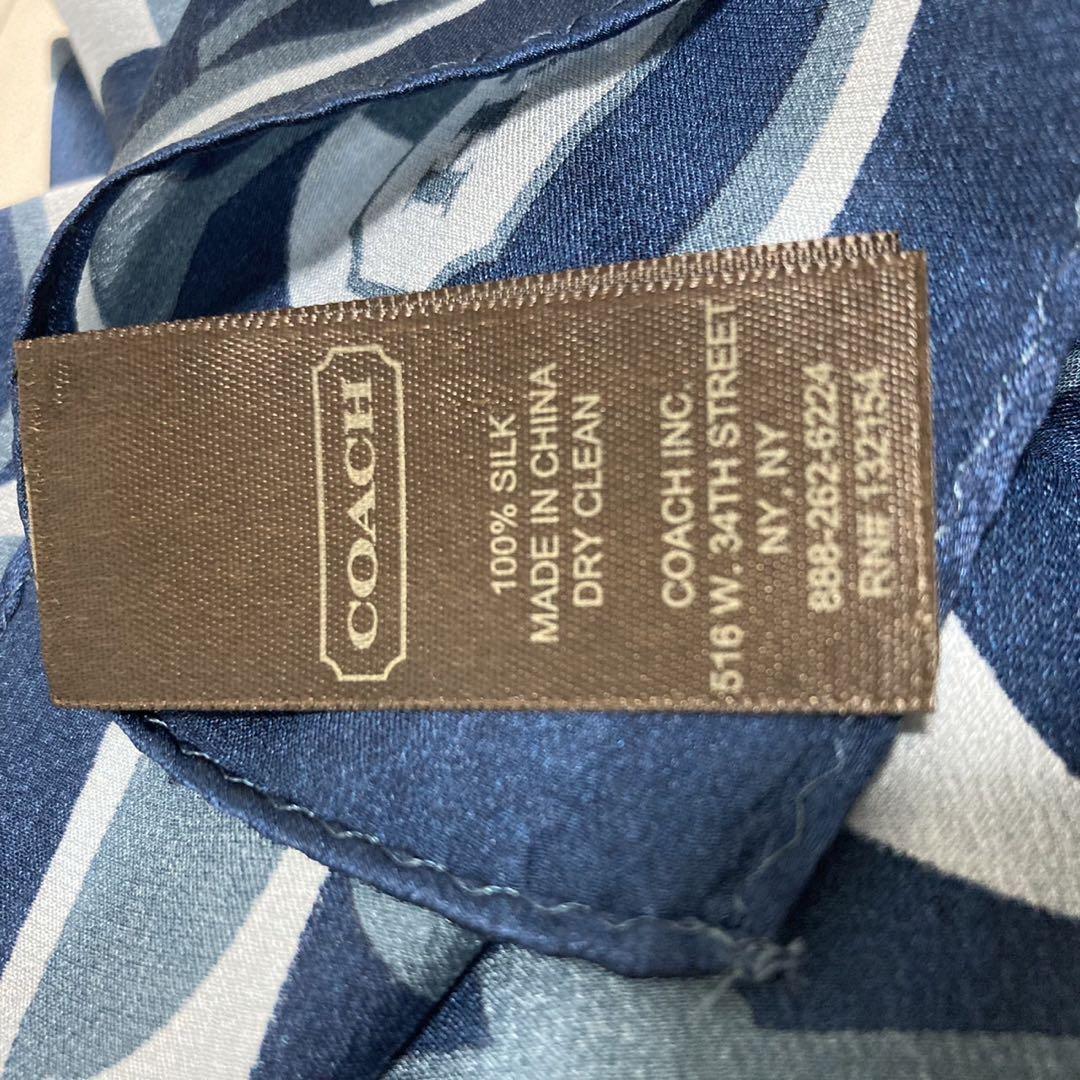 COACH
100% SILK
MADE IN CHINA
DRY CLEAN
COACH INC.
516 W. 34TH STREET
NY, NY
888-262-6224
RN# 132154